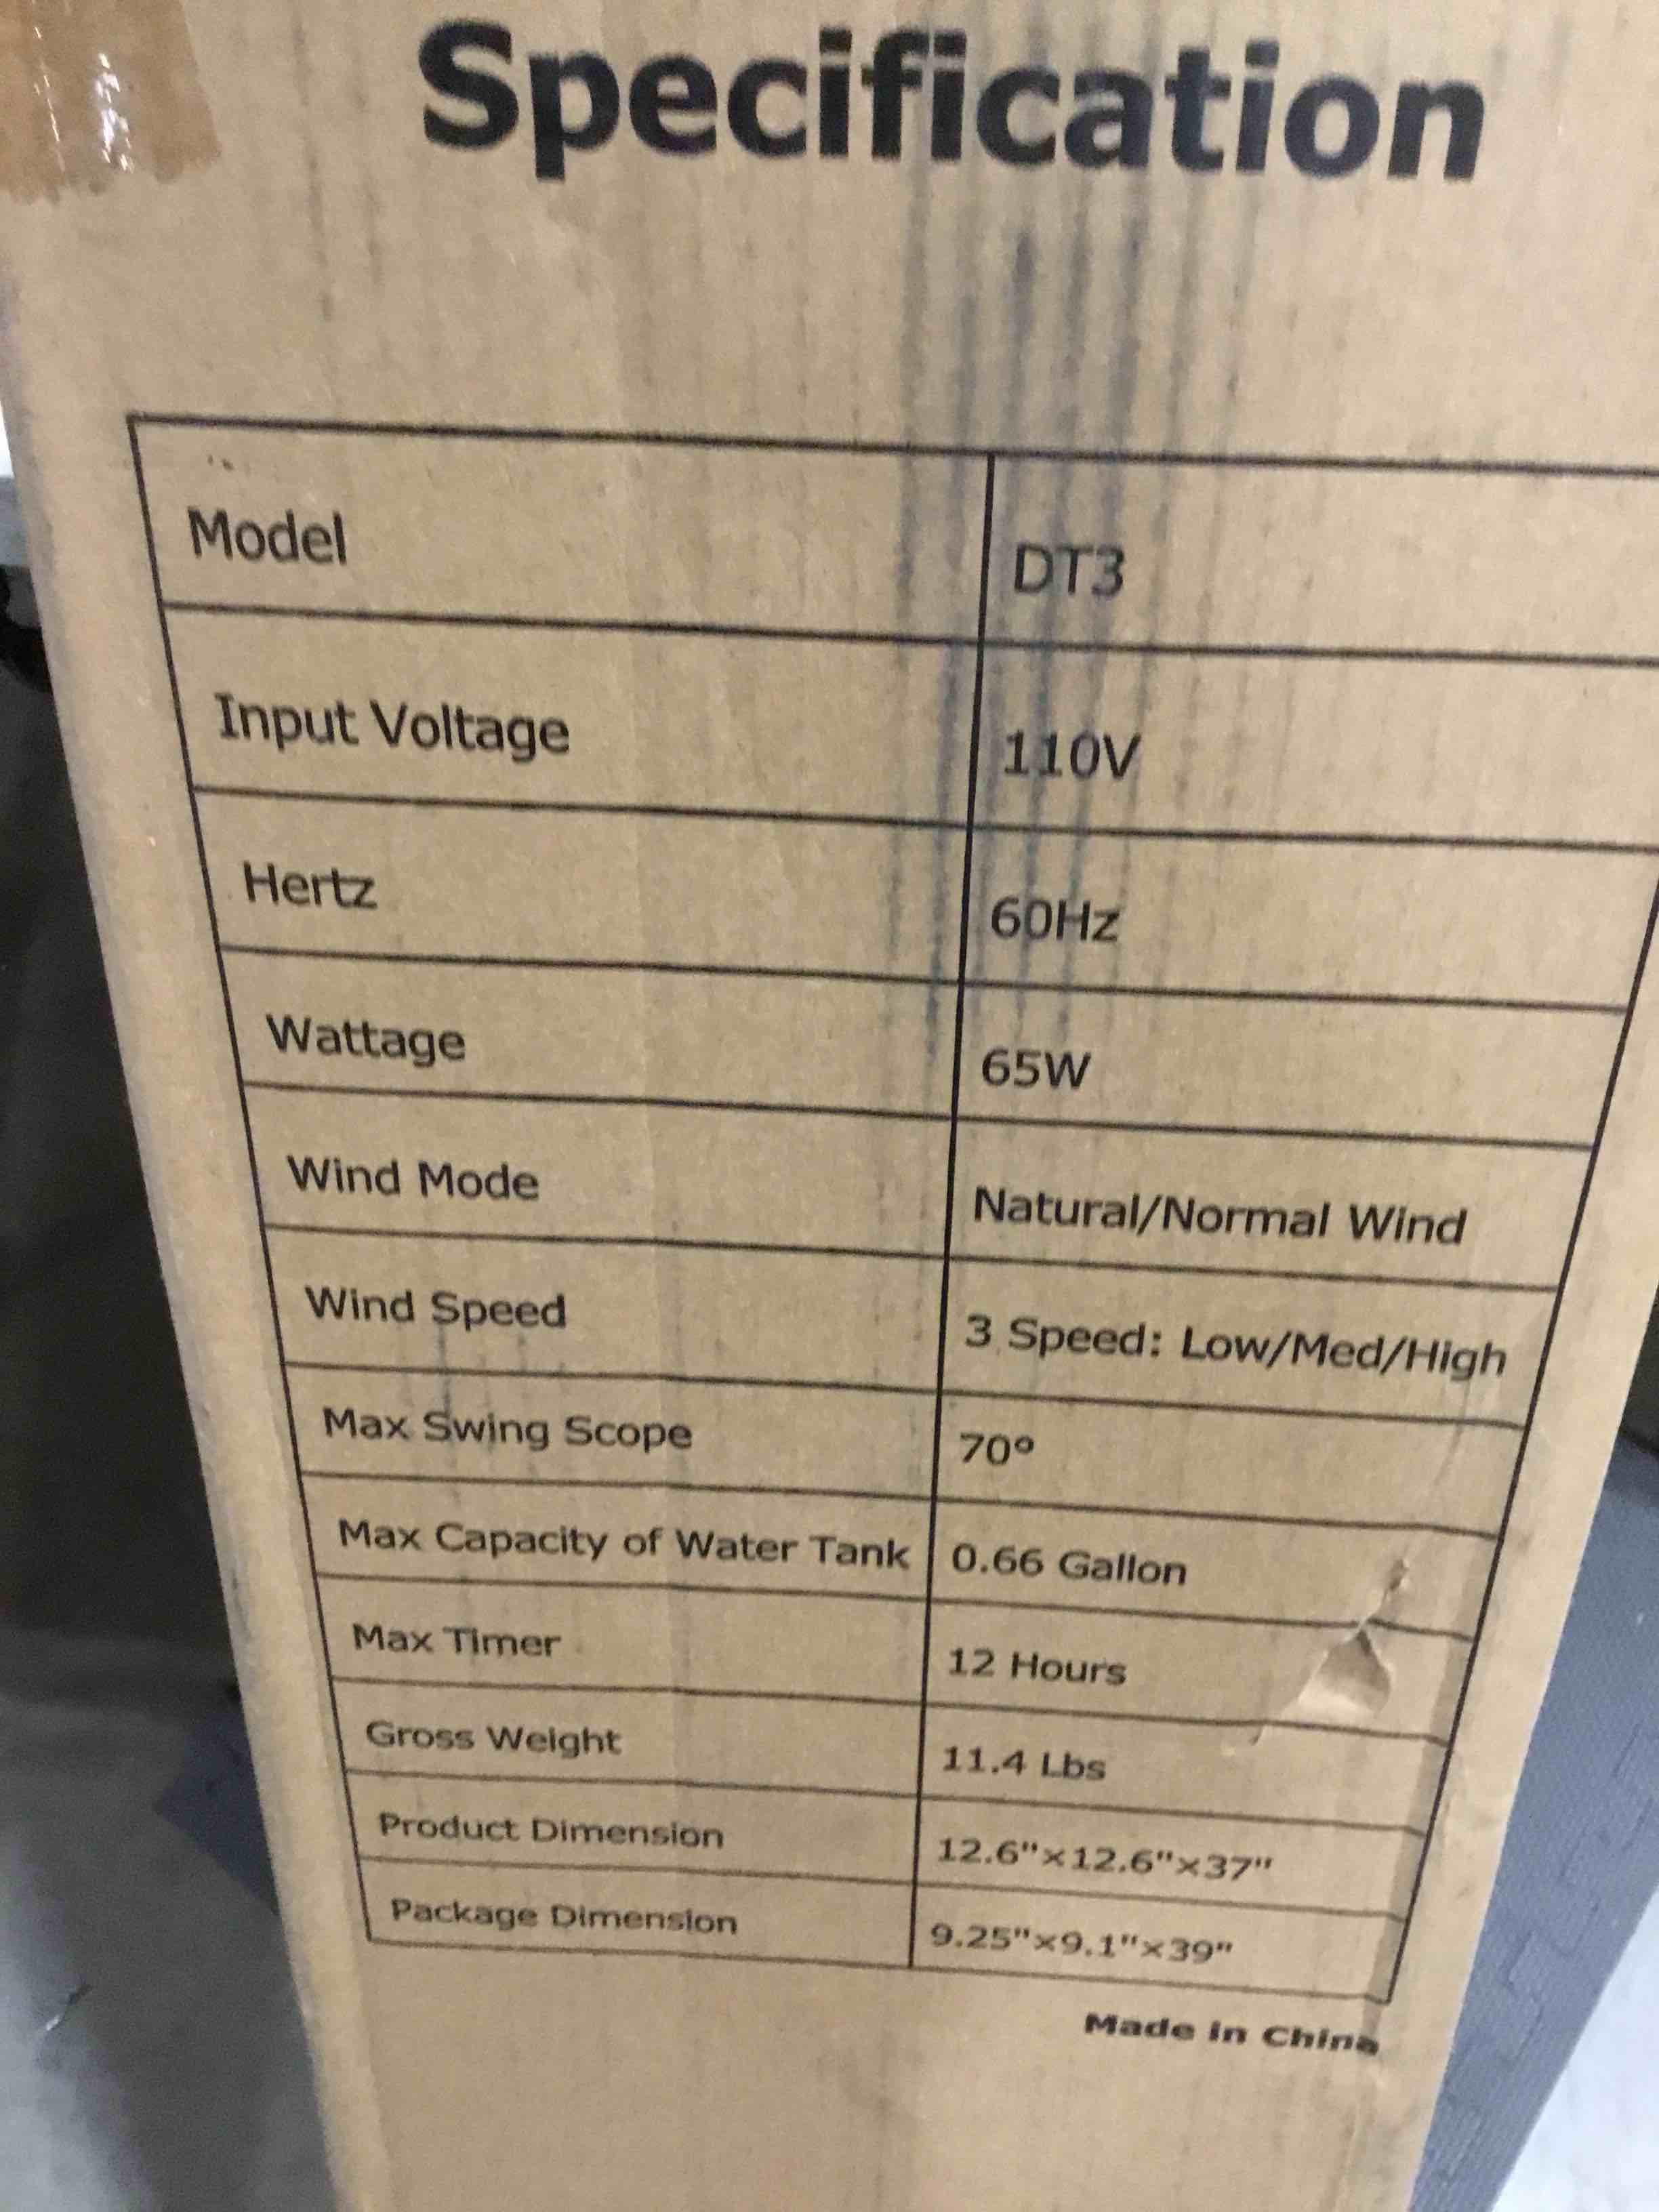 Specification
Model DT3
Input Voltage 110V
Hertz 60Hz
Wattage 65W
Wind Mode Natural/Normal Wind
Wind Speed 3 Speed: Low/Med/High
Max Swing Scope 70º
Max Capacity of Water Tank 0.66 Gallon
Max Timer 12 Hours
Gross Weight 11.4 Lbs
Product Dimension 12.6"×12.6"×37"
Package Dimension 9.25"×9.1"×39"
Made in China